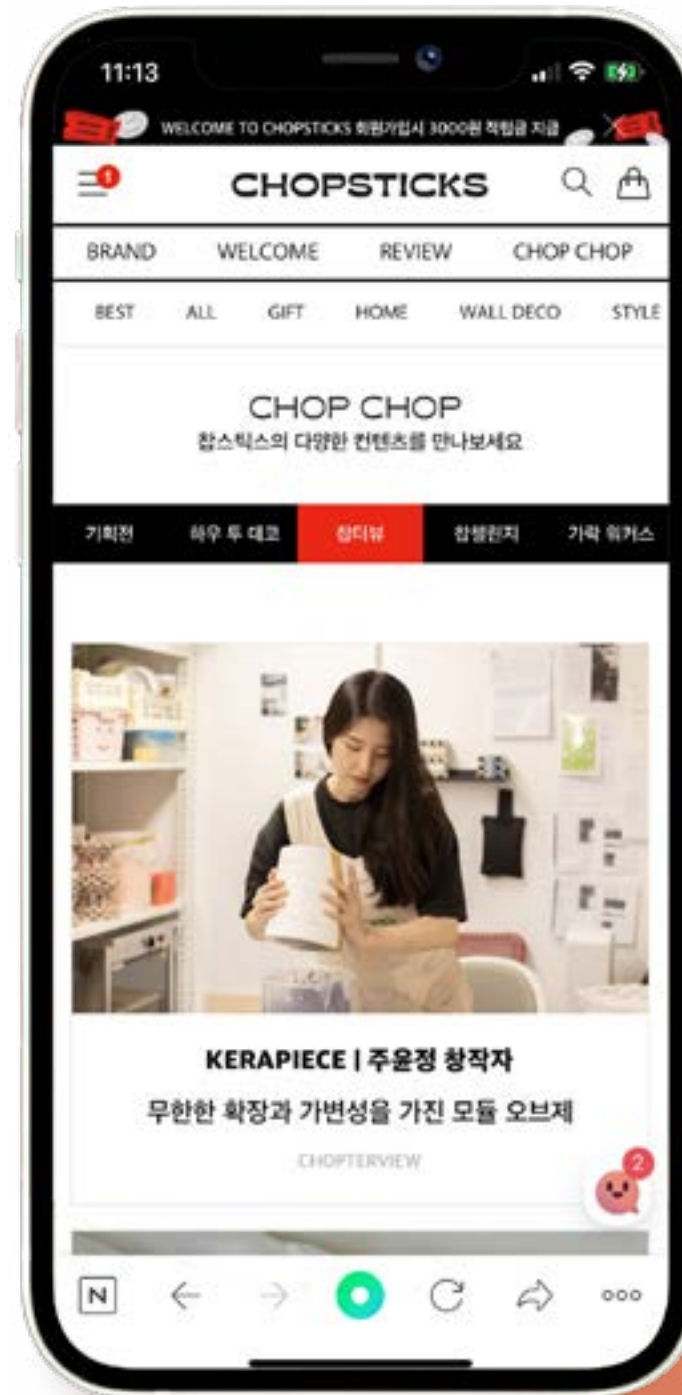 11:13
WELCOME TO CHOPSTICKS 회원가입시 3000원 적립금 지급
1
CHOPSTICKS
BRAND WELCOME REVIEW CHOP CHOP
BEST ALL GIFT HOME WALL DECO STYLE
CHOP CHOP
찹스틱스의 다양한 컨텐츠를 만나보세요
기획전 하우 투 데코 찹터뷰 찹챌린지 가락 워커스
KERAPIECE | 주윤정 창작자
무한한 확장과 가변성을 가진 모듈 오브제
CHOPTERVIEW
2
N